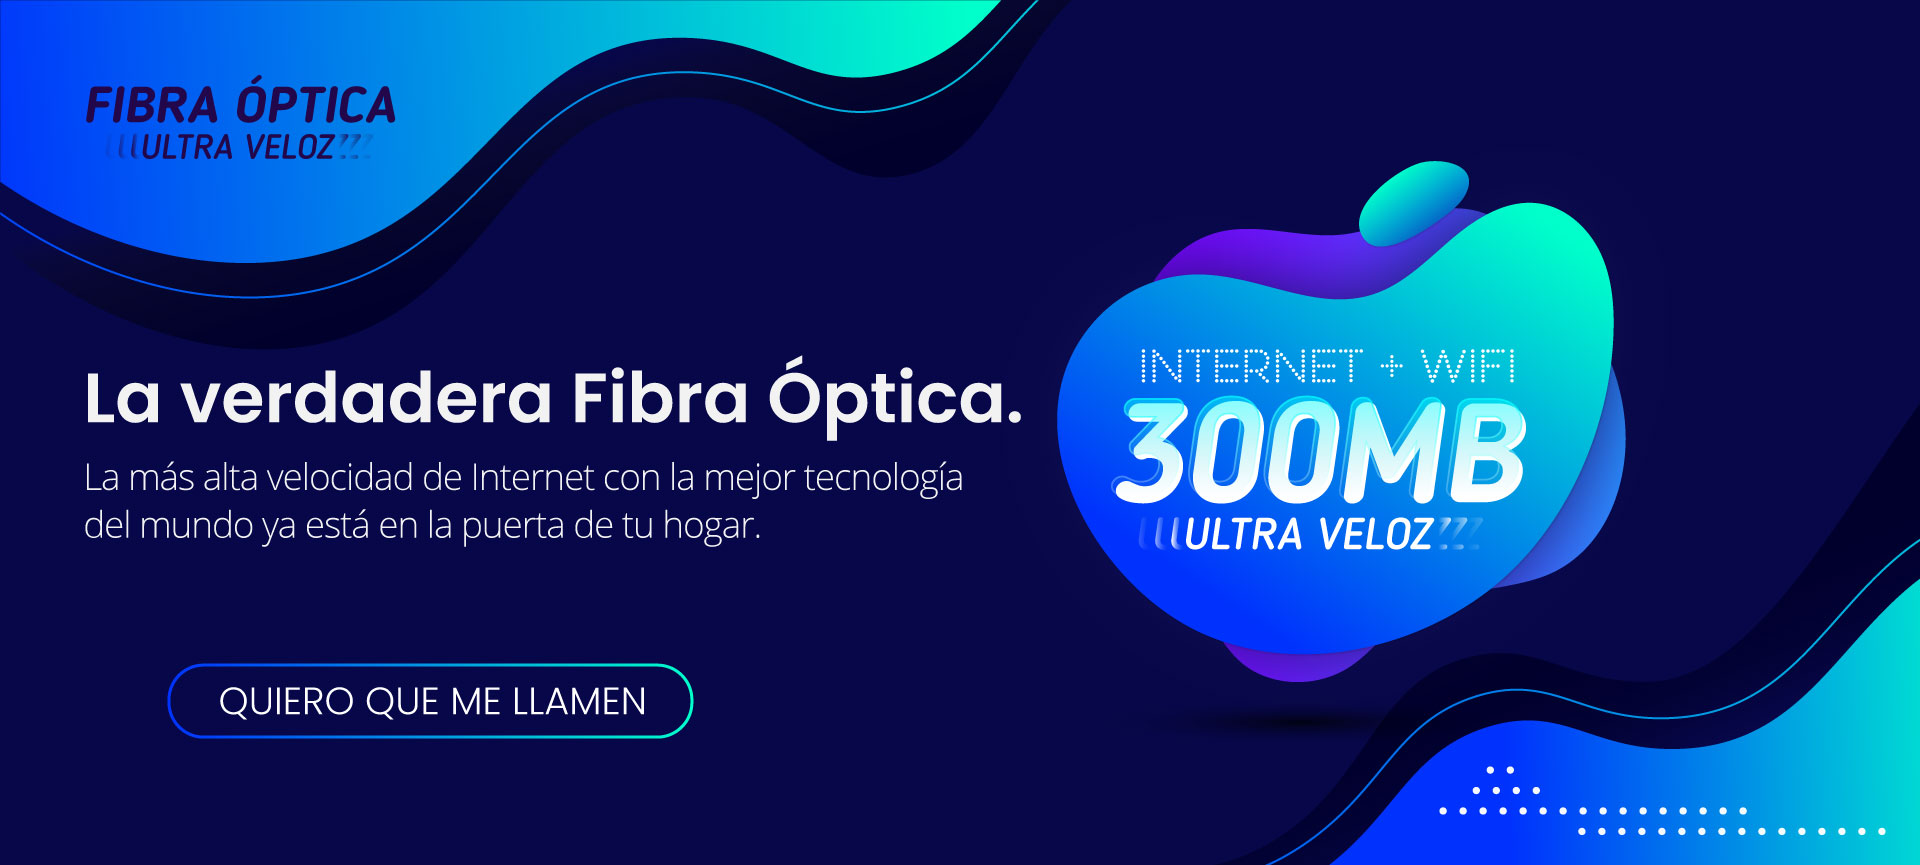 FIBRA ÓPTICA
ULTRA VELOZ
La verdadera Fibra Óptica.
La más alta velocidad de Internet con la mejor tecnología
del mundo ya está en la puerta de tu hogar.
QUIERO QUE ME LLAMEN
INTERNET + WIFI
300MB
ULTRA VELOZ